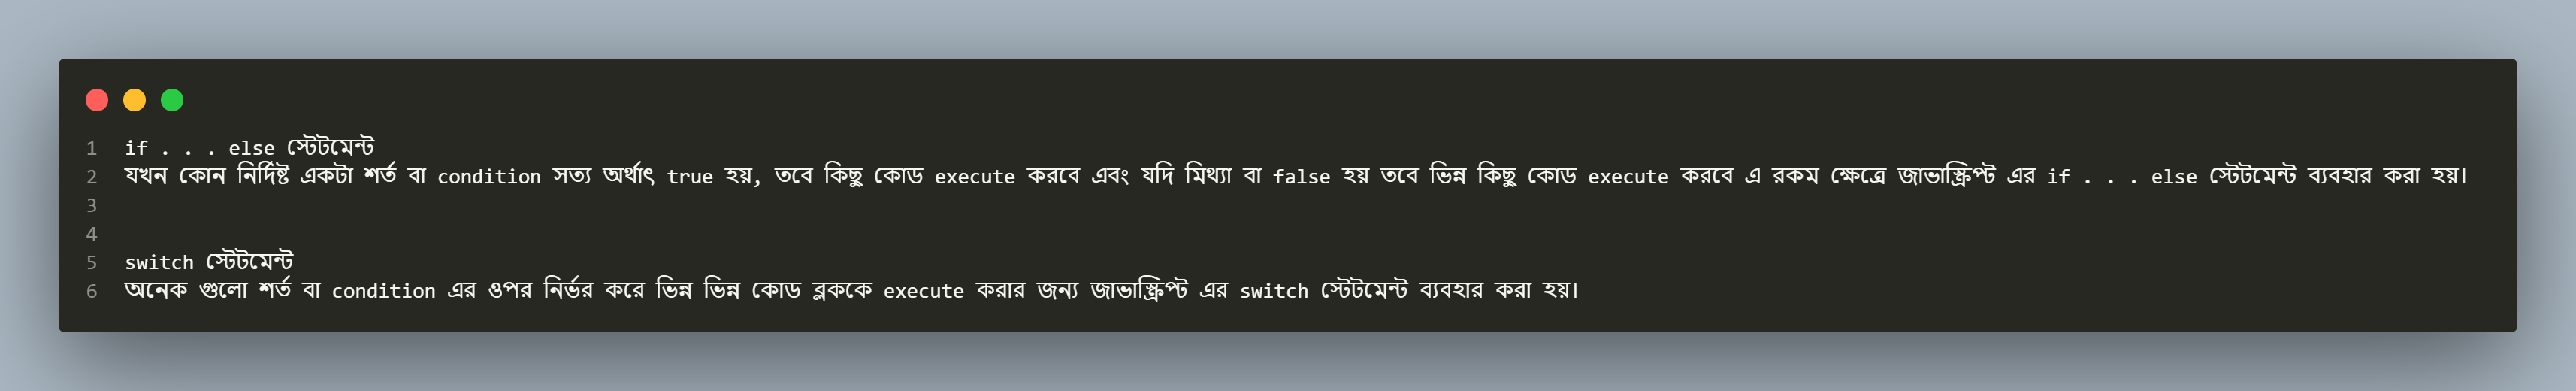 1 if . . . else স্টেটমেন্ট
2 যখন কোন নির্দিষ্ট একটা শর্ত বা condition সত্য অর্থাৎ true হয়, তবে কিছু কোড execute করবে এবং যদি মিথ্যা বা false হয় তবে ভিন্ন কিছু কোড execute করবে এ রকম ক্ষেত্রে জাভাস্ক্রিপ্ট এর if . . . else স্টেটমেন্ট ব্যবহার করা হয়।
3
4
5 switch স্টেটমেন্ট
6 অনেক গুলো শর্ত বা condition এর ওপর নির্ভর করে ভিন্ন ভিন্ন কোড ব্লককে execute করার জন্য জাভাস্ক্রিপ্ট এর switch স্টেটমেন্ট ব্যবহার করা হয়।